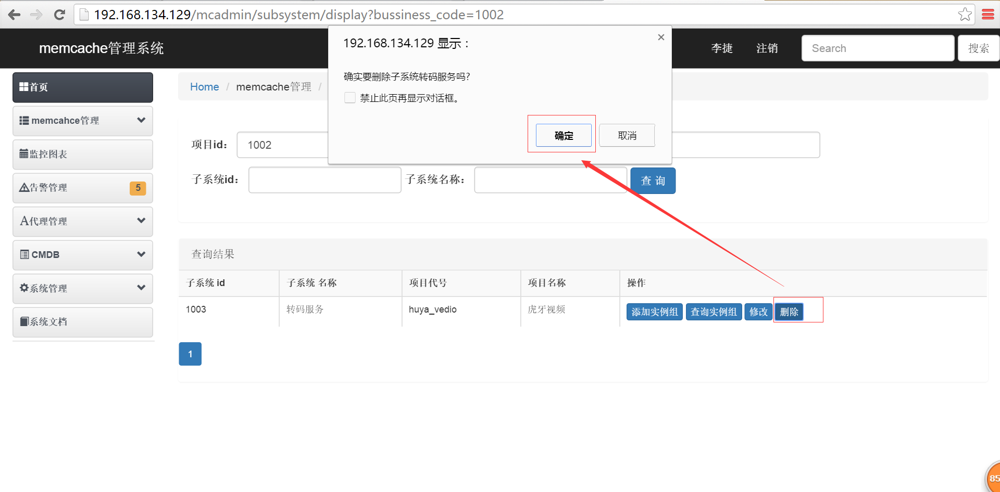 192.168.134.129/mcadmin/subsystem/display?bussiness_code=1002
memcache管理系统
李捷
注销
Search
搜索
192.168.134.129 显示：
确实要删除子系统转码服务吗?
禁止此页再显示对话框。
确定
取消
首页
memcahce管理
监控图表
告警管理
5
A代理管理
CMDB
系统管理
系统文档
Home / memcache管理 /
项目id：
1002
子系统id：
子系统名称：
查 询
查询结果
子系统 id
子系统 名称
项目代号
项目名称
操作
1003
转码服务
huya_vedio
虎牙视频
添加实例组
查询实例组
修改
删除
1
85